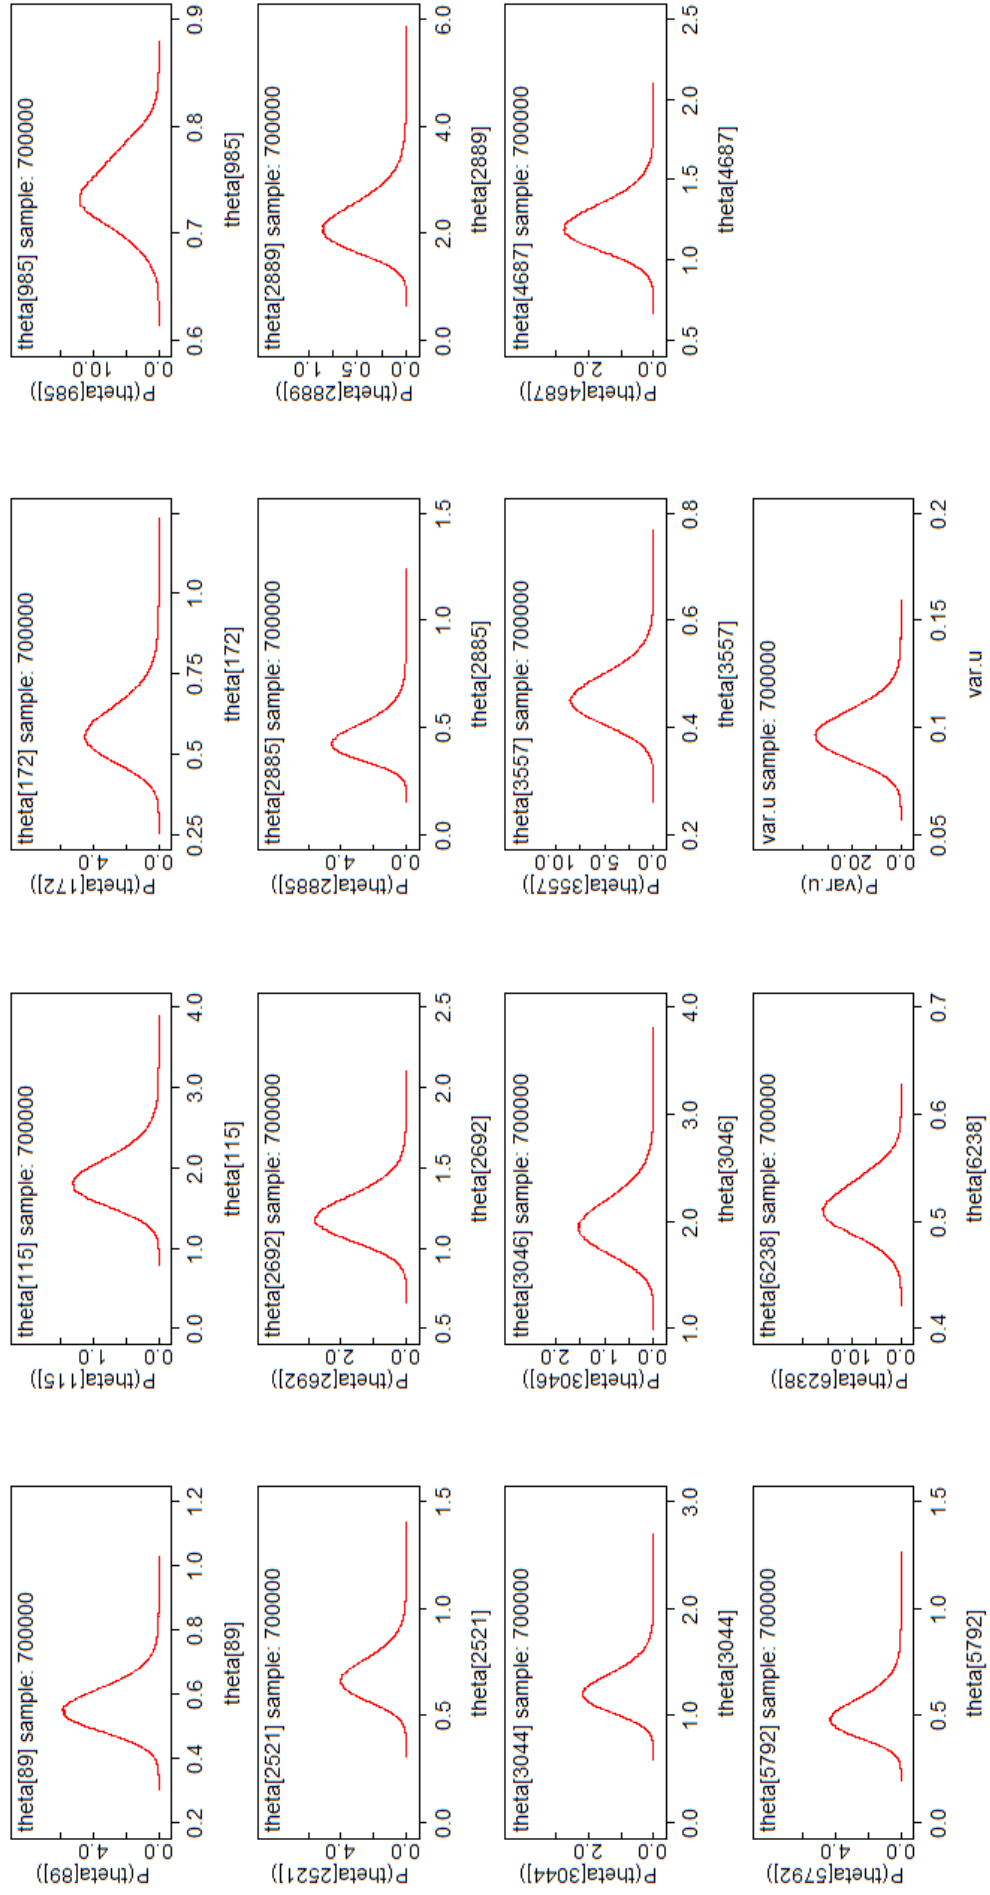 theta[89] sample: 700000
P(theta[89])
4.0
0.0
0.2 0.4 0.6 0.8 1.0 1.2
theta[89]
theta[115] sample: 700000
P(theta[115])
1.0
0.0
0.0 1.0 2.0 3.0 4.0
theta[115]
theta[172] sample: 700000
P(theta[172])
4.0
0.0
0.25 0.5 0.75 1.0
theta[172]
theta[985] sample: 700000
P(theta[985])
10.0
0.0
0.6 0.7 0.8 0.9
theta[985]
theta[2521] sample: 700000
P(theta[2521])
4.0
0.0
0.0 0.5 1.0 1.5
theta[2521]
theta[2692] sample: 700000
P(theta[2692])
2.0
0.0
0.5 1.0 1.5 2.0 2.5
theta[2692]
theta[2885] sample: 700000
P(theta[2885])
4.0
0.0
0.0 0.5 1.0 1.5
theta[2885]
theta[2889] sample: 700000
P(theta[2889])
1.0
0.5
0.0
0.0 2.0 4.0 6.0
theta[2889]
theta[3044] sample: 700000
P(theta[3044])
2.0
0.0
0.0 1.0 2.0 3.0
theta[3044]
theta[3046] sample: 700000
P(theta[3046])
2.0
1.0
0.0
1.0 2.0 3.0 4.0
theta[3046]
theta[3557] sample: 700000
P(theta[3557])
10.0
5.0
0.0
0.2 0.4 0.6 0.8
theta[3557]
theta[4687] sample: 700000
P(theta[4687])
2.0
0.0
0.5 1.0 1.5 2.0 2.5
theta[4687]
theta[5792] sample: 700000
P(theta[5792])
4.0
0.0
0.0 0.5 1.0 1.5
theta[5792]
theta[6238] sample: 700000
P(theta[6238])
10.0
0.0
0.4 0.5 0.6 0.7
theta[6238]
var.u sample: 700000
P(var.u)
20.0
0.0
0.05 0.1 0.15 0.2
var.u